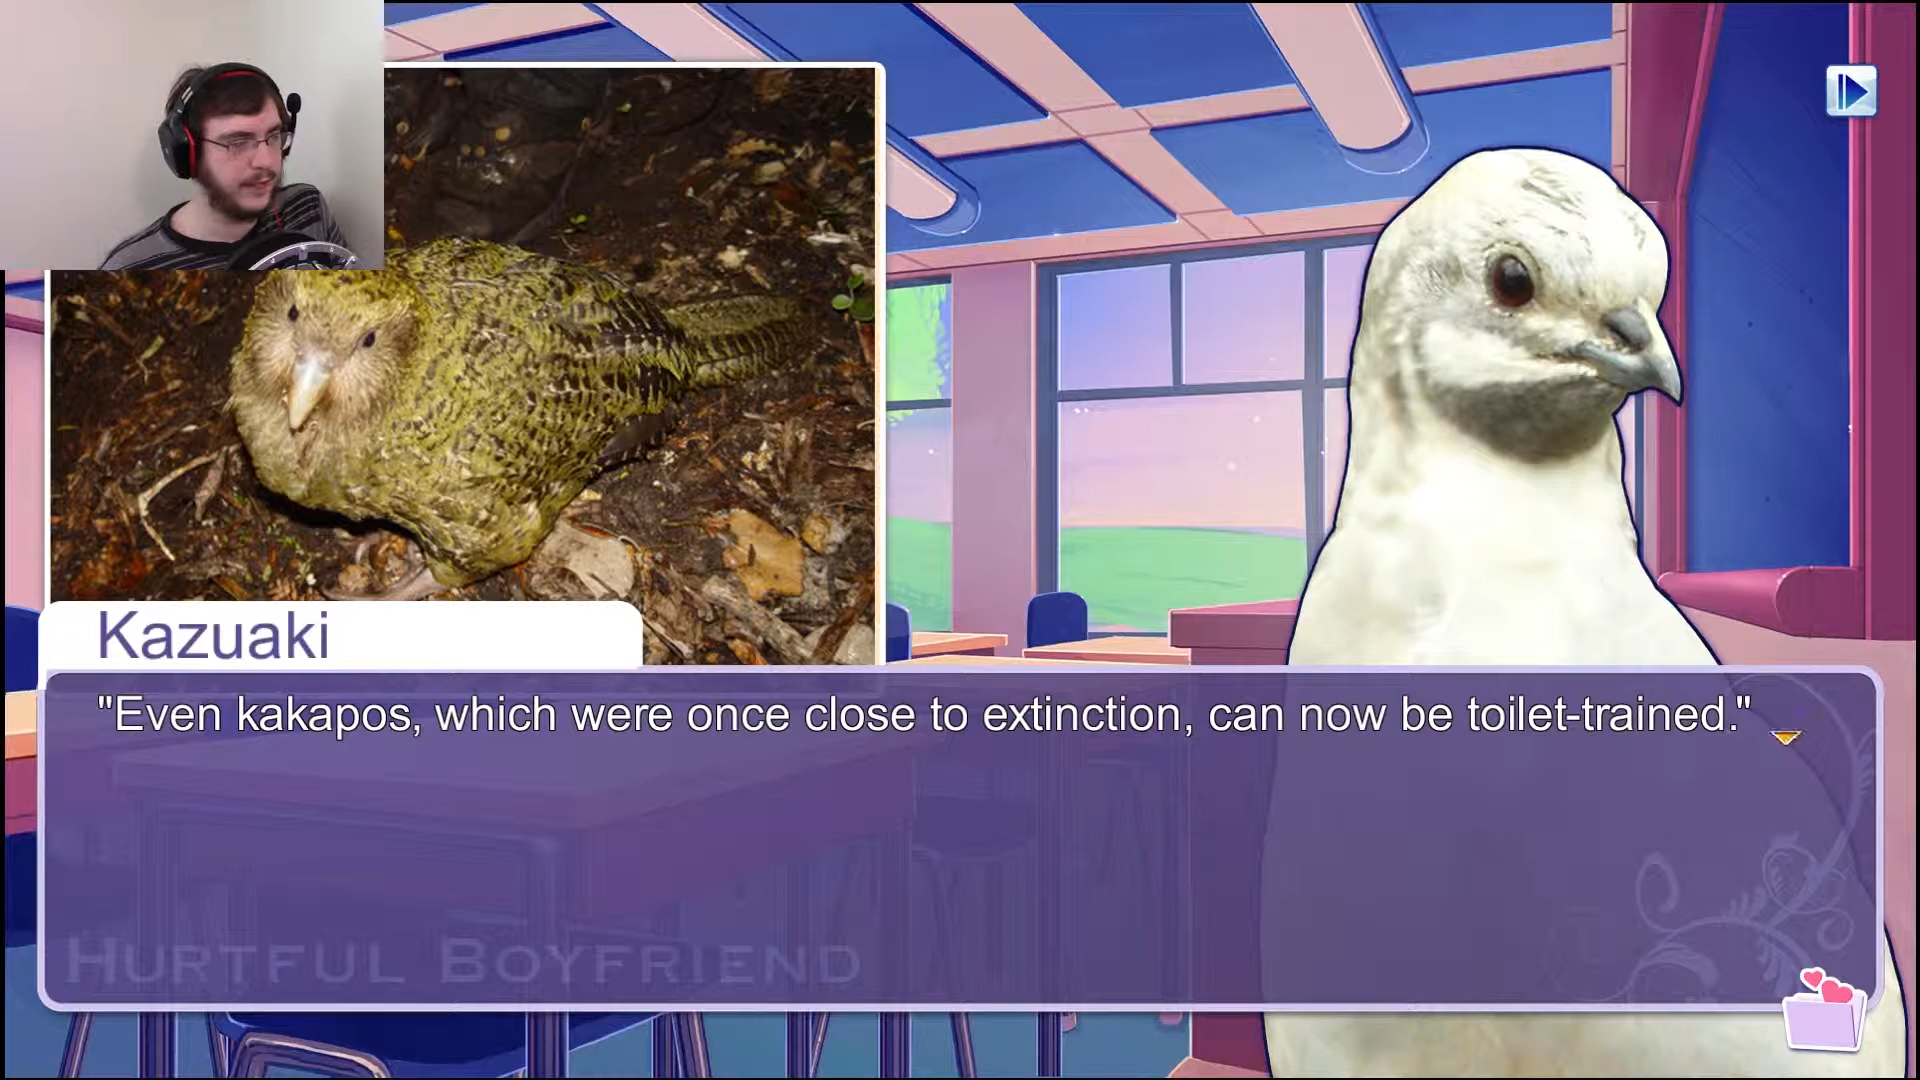 Kazuaki
"Even kakapos, which were once close to extinction, can now be toilet-trained."
HURTFUL BOYFRIEND